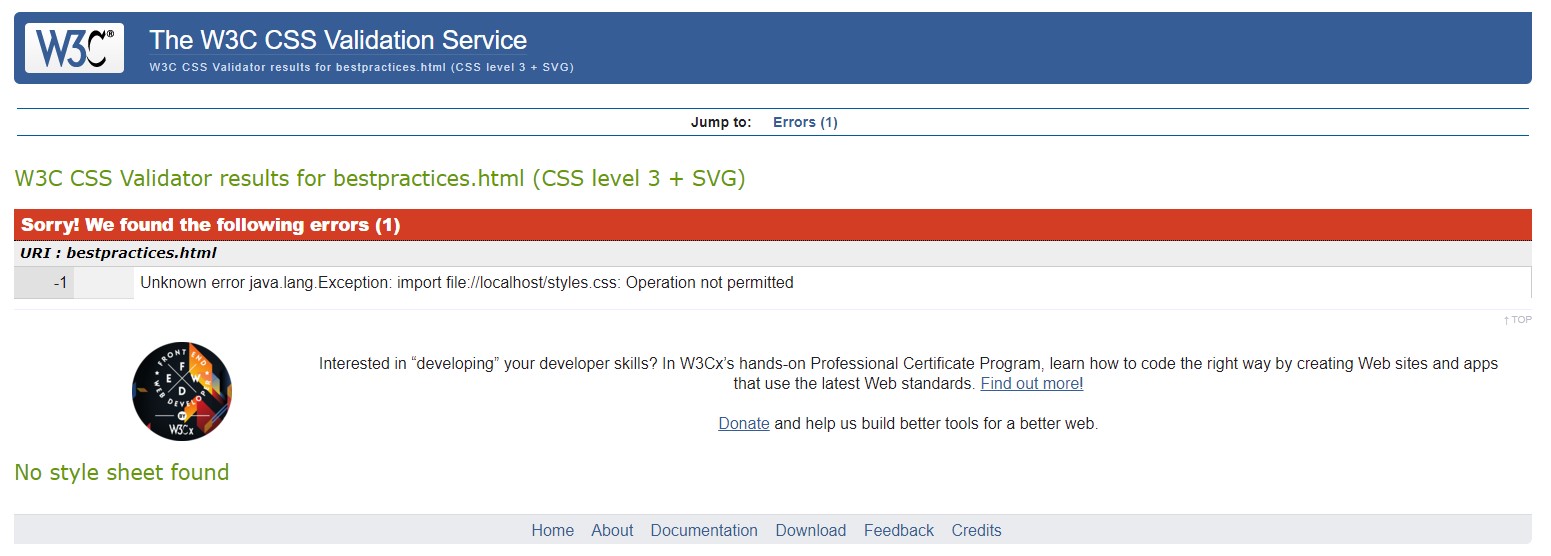 W3C®
The W3C CSS Validation Service
W3C CSS Validator results for bestpractices.html (CSS level 3 + SVG)
Jump to: Errors (1)
W3C CSS Validator results for bestpractices.html (CSS level 3 + SVG)
Sorry! We found the following errors (1)
URI : bestpractices.html
-1 Unknown error java.lang.Exception: import file://localhost/styles.css: Operation not permitted
↑ TOP
FRONT END
WEB DEVELOPER
F
E W
D
W3Cx
Interested in “developing” your developer skills? In W3Cx’s hands-on Professional Certificate Program, learn how to code the right way by creating Web sites and apps
that use the latest Web standards. Find out more!
Donate and help us build better tools for a better web.
No style sheet found
Home About Documentation Download Feedback Credits